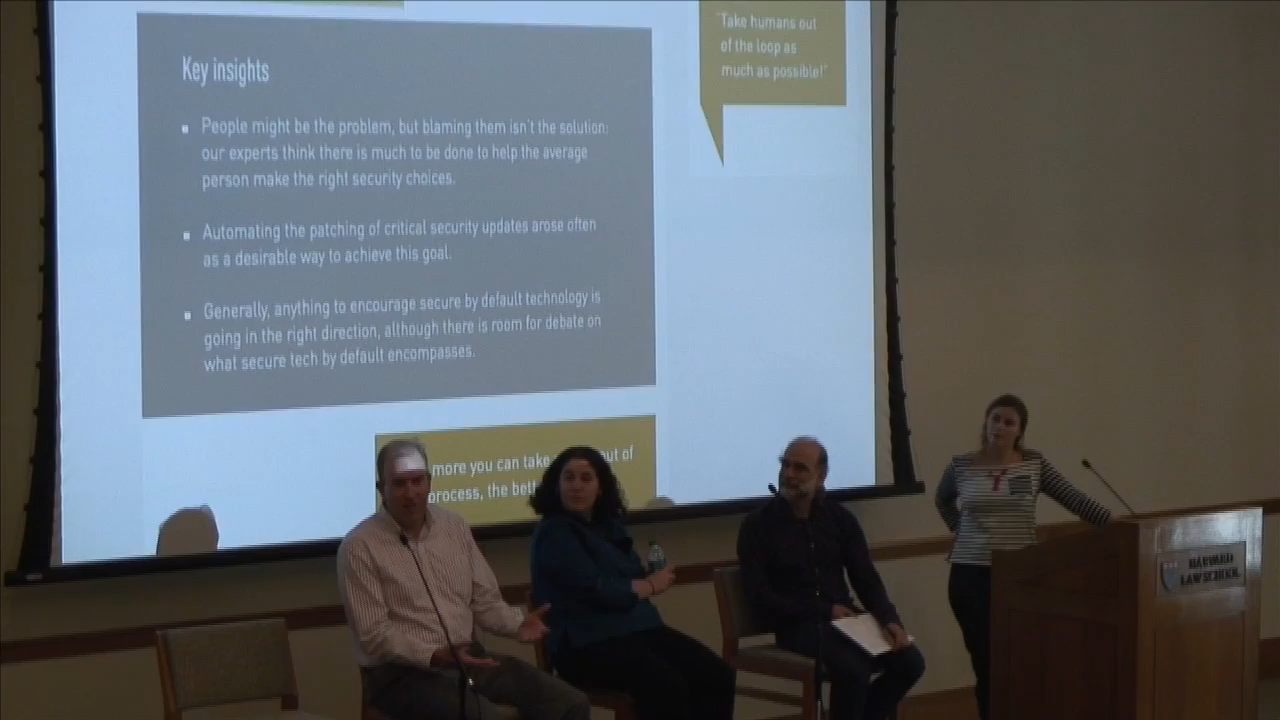 "Take humans out
of the loop as
much as possible!"
Key insights
▪ People might be the problem, but blaming them isn't the solution:
our experts think there is much to be done to help the average
person make the right security choices.
▪ Automating the patching of critical security updates arose often
as a desirable way to achieve this goal.
▪ Generally, anything to encourage secure by default technology is
going in the right direction, although there is room for debate on
what secure tech by default encompasses.
more you can take out of
process, the
HARVARD
LAW SCHOOL